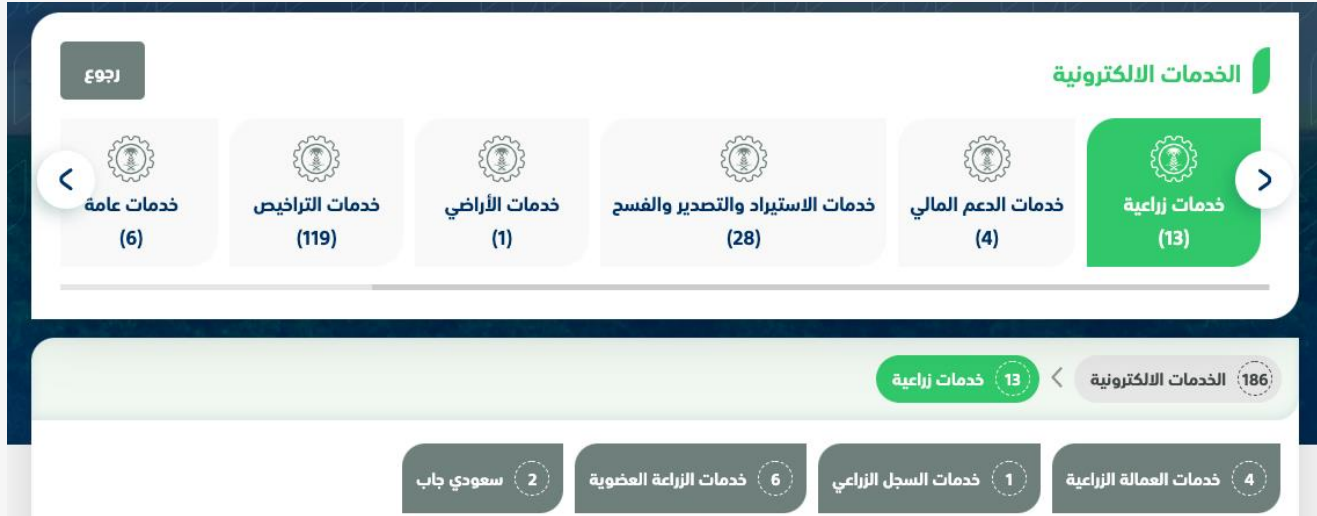 الخدمات الالكترونية
رجوع
خدمات زراعية
(13)
خدمات الدعم المالي
(4)
خدمات الاستيراد والتصدير والفسح
(28)
خدمات الأراضي
(1)
خدمات التراخيص
(119)
خدمات عامة
(6)
186 الخدمات الالكترونية
13 خدمات زراعية
4 خدمات العمالة الزراعية
1 خدمات السجل الزراعي
6 خدمات الزراعة العضوية
2 سعودي جاب